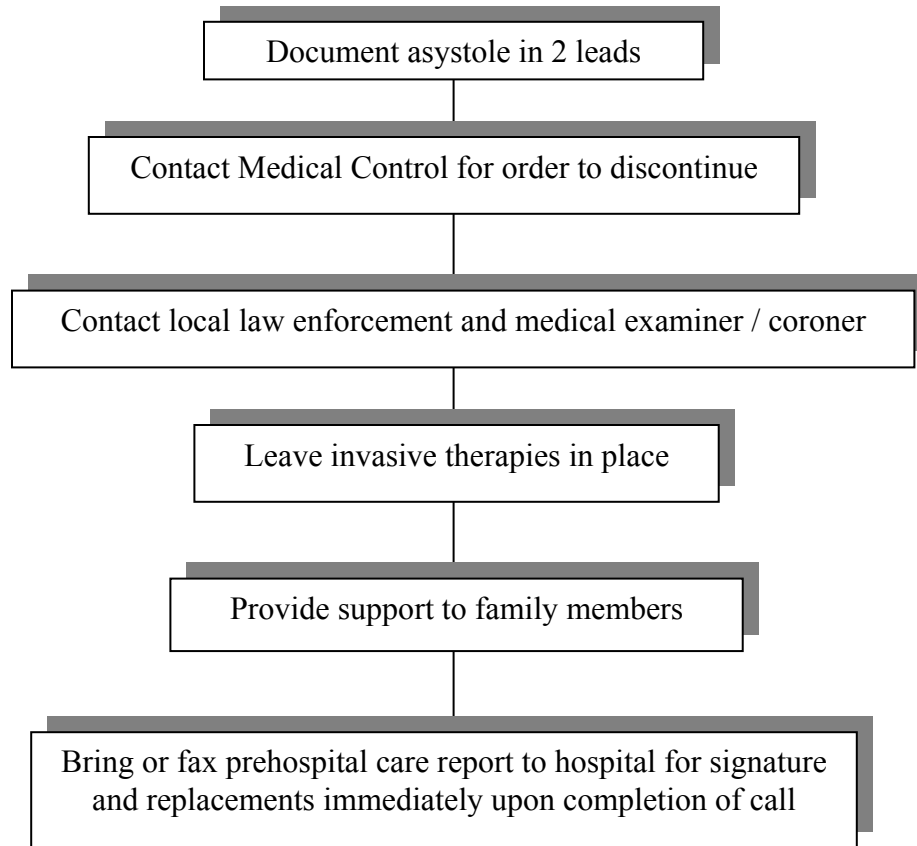 Document asystole in 2 leads
Contact Medical Control for order to discontinue
Contact local law enforcement and medical examiner / coroner
Leave invasive therapies in place
Provide support to family members
Bring or fax prehospital care report to hospital for signature
and replacements immediately upon completion of call